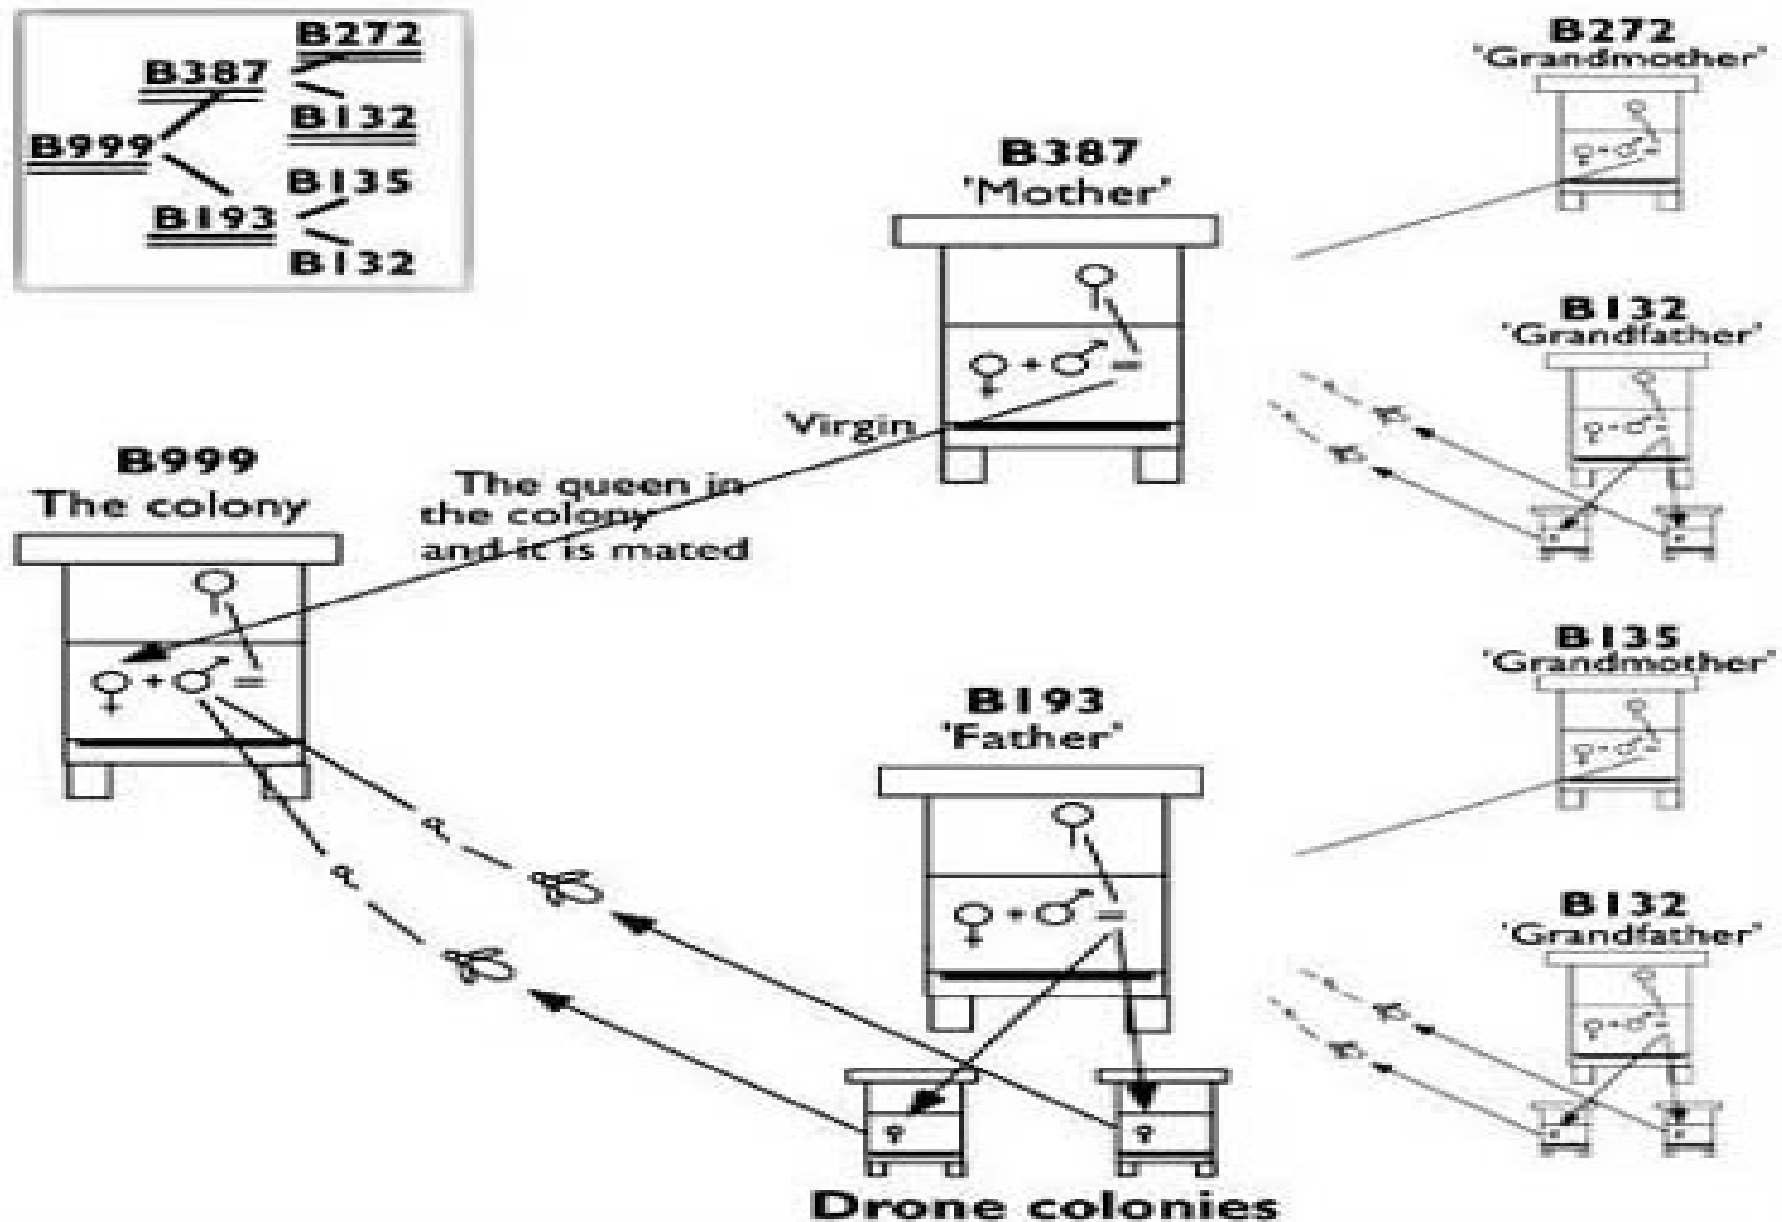 B272
B387
B132
B999
B135
B193
B132
B272
'Grandmother'
B387
'Mother'
B132
'Grandfather'
Virgin
B999
The colony
The queen in
the colony
and it is mated
B135
'Grandmother'
B193
'Father'
B132
'Grandfather'
Drone colonies